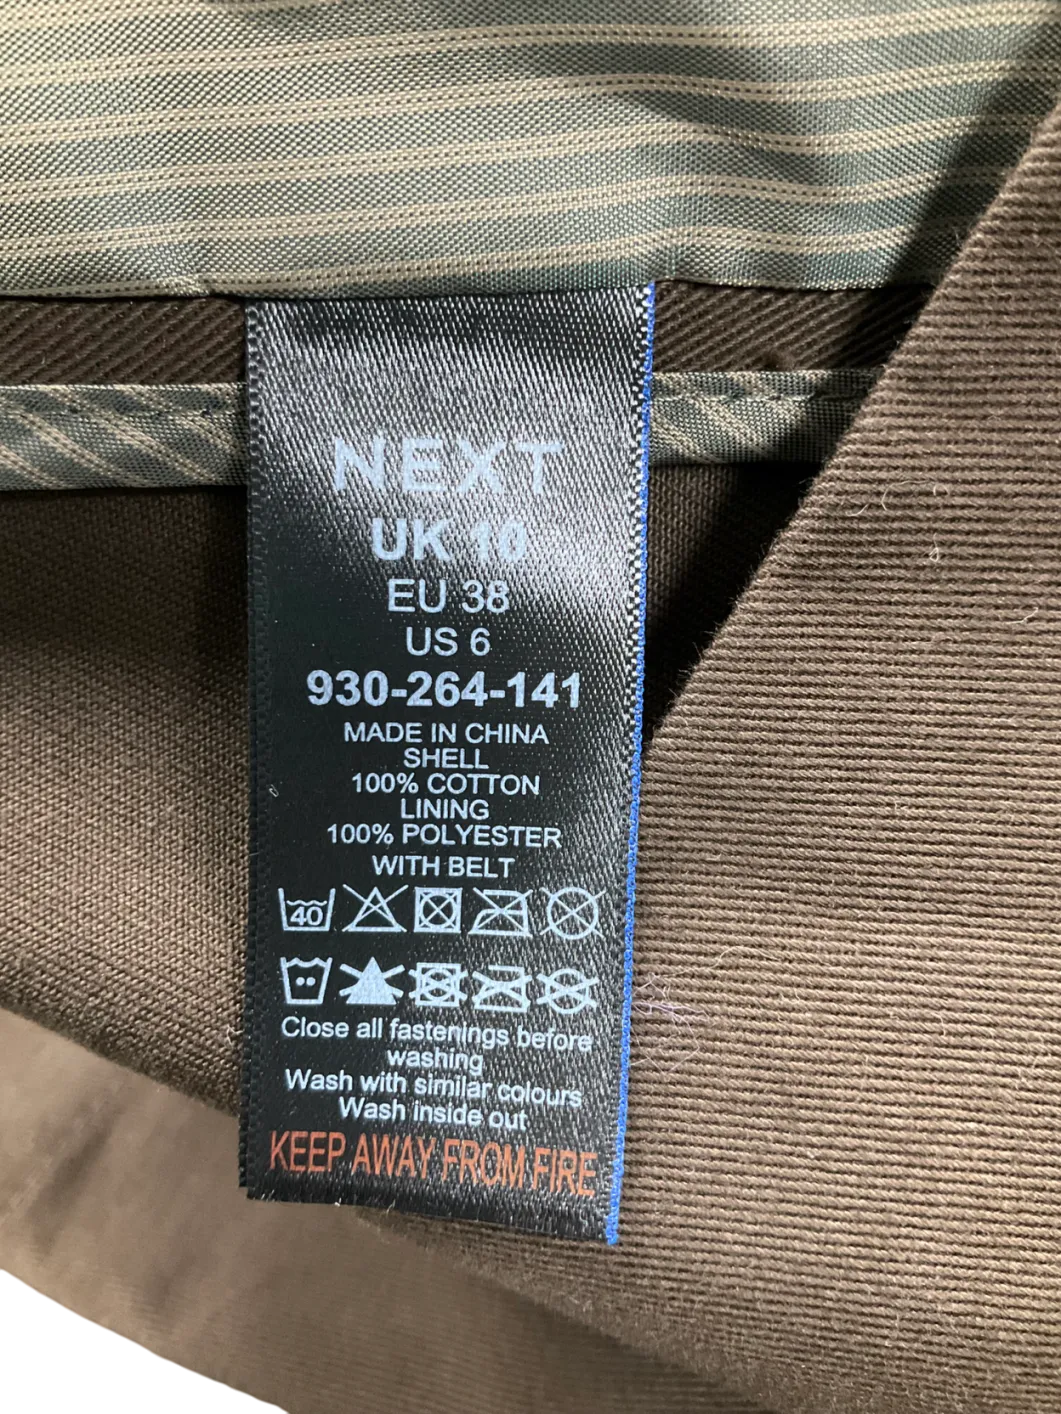 NEXT
UK 10
EU 38
US 6
930-264-141
MADE IN CHINA
SHELL
100% COTTON
LINING
100% POLYESTER
WITH BELT
40
Close all fastenings before
washing
Wash with similar colours
Wash inside out
KEEP AWAY FROM FIRE